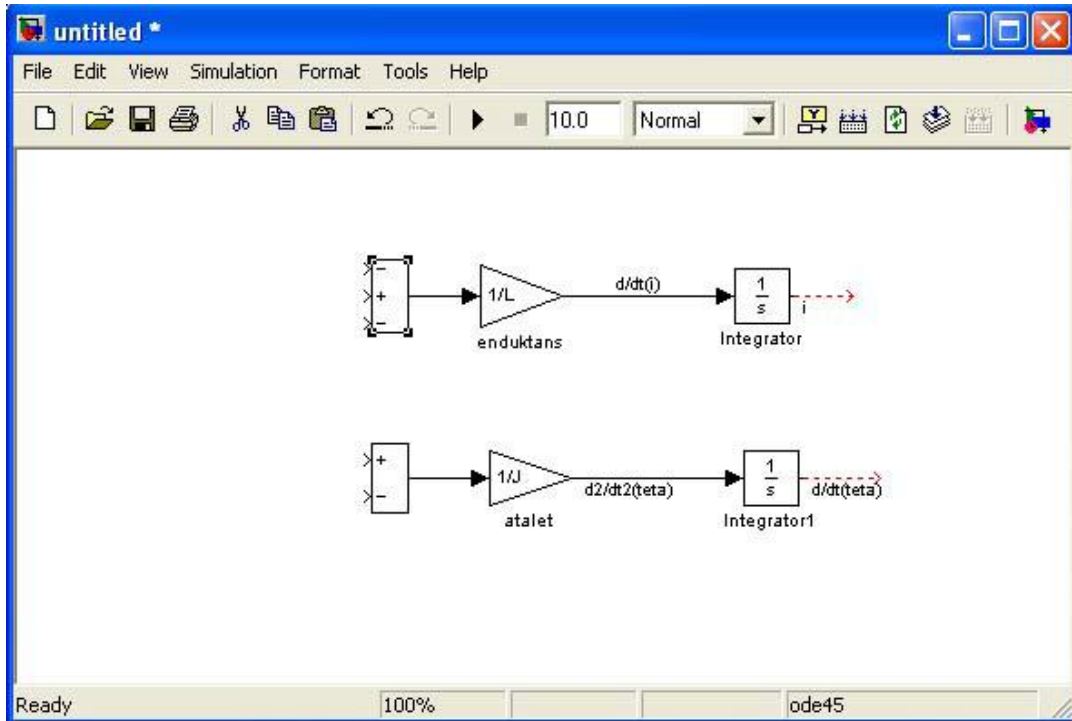 untitled *
File Edit View Simulation Format Tools Help
10.0 Normal
−
+
−
1/L
enduktans
d/dt(i)
1
s
Integrator
i
+
−
1/J
atalet
d2/dt2(teta)
1
s
Integrator1
d/dt(teta)
Ready 100% ode45